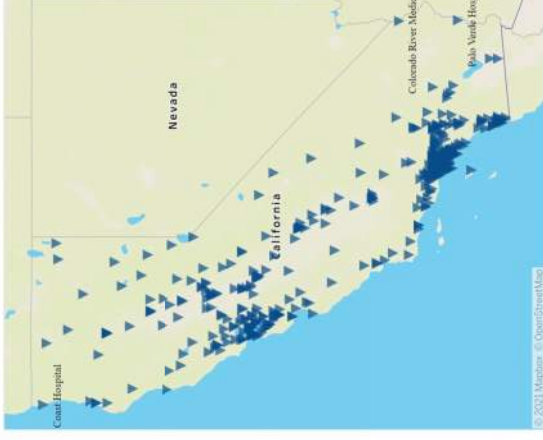 Coast Hospital
Nevada
California
Colorado River Medic
Palo Verde Hos
© 2021 Mapbox © OpenStreetMap